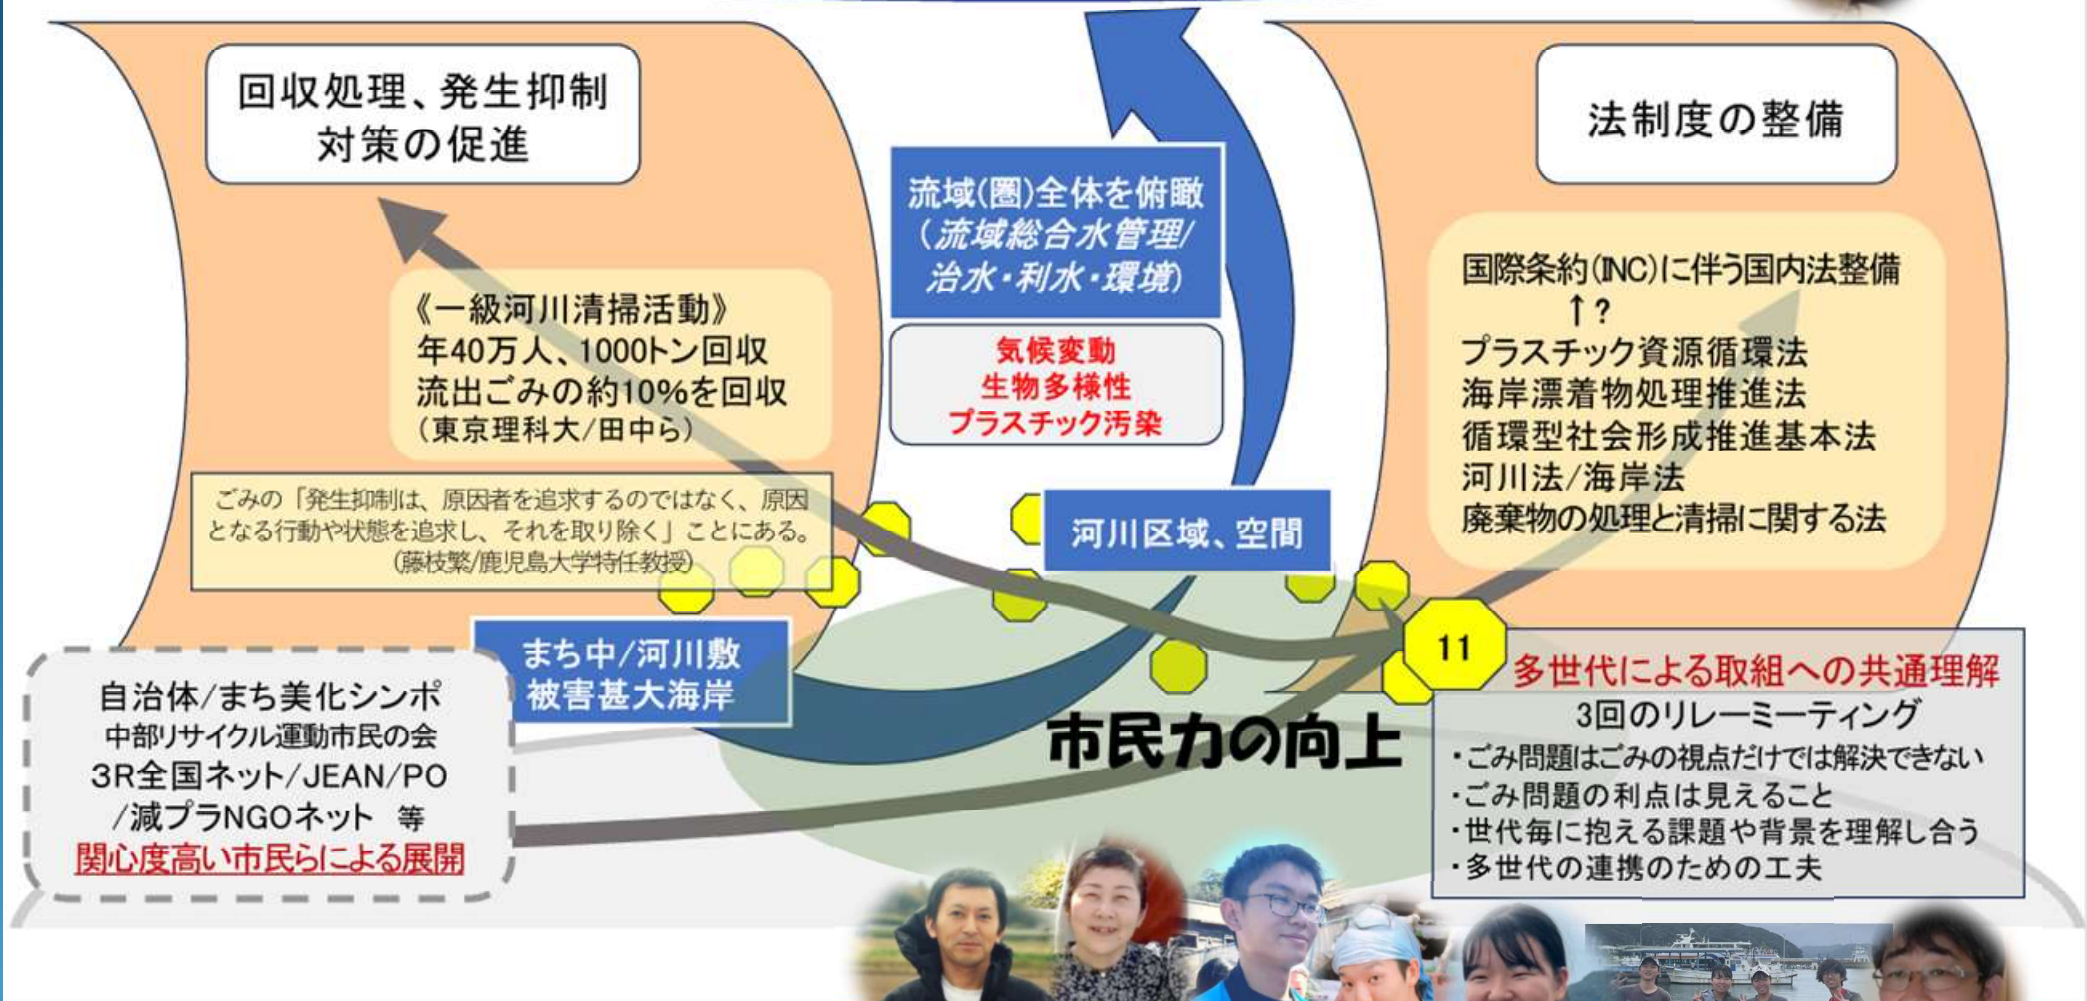 回収処理、発生抑制
対策の促進
《一級河川清掃活動》
年40万人、1000トン回収
流出ごみの約10%を回収
(東京理科大/田中ら)
ごみの「発生抑制は、原因者を追求するのではなく、原因
となる行動や状態を追求し、それを取り除く」ことにある。
(藤枝繁/鹿児島大学特任教授)
まち中/河川敷
被害甚大海岸
自治体/まち美化シンポ
中部リサイクル運動市民の会
3R全国ネット/JEAN/PO
/減プラNGOネット 等
関心度高い市民らによる展開
流域(圏)全体を俯瞰
(流域総合水管理/
治水・利水・環境)
気候変動
生物多様性
プラスチック汚染
河川区域、空間
市民力の向上
法制度の整備
国際条約(INC)に伴う国内法整備
↑?
プラスチック資源循環法
海岸漂着物処理推進法
循環型社会形成推進基本法
河川法/海岸法
廃棄物の処理と清掃に関する法
11
多世代による取組への共通理解
3回のリレーミーティング
・ごみ問題はごみの視点だけでは解決できない
・ごみ問題の利点は見えること
・世代毎に抱える課題や背景を理解し合う
・多世代の連携のための工夫